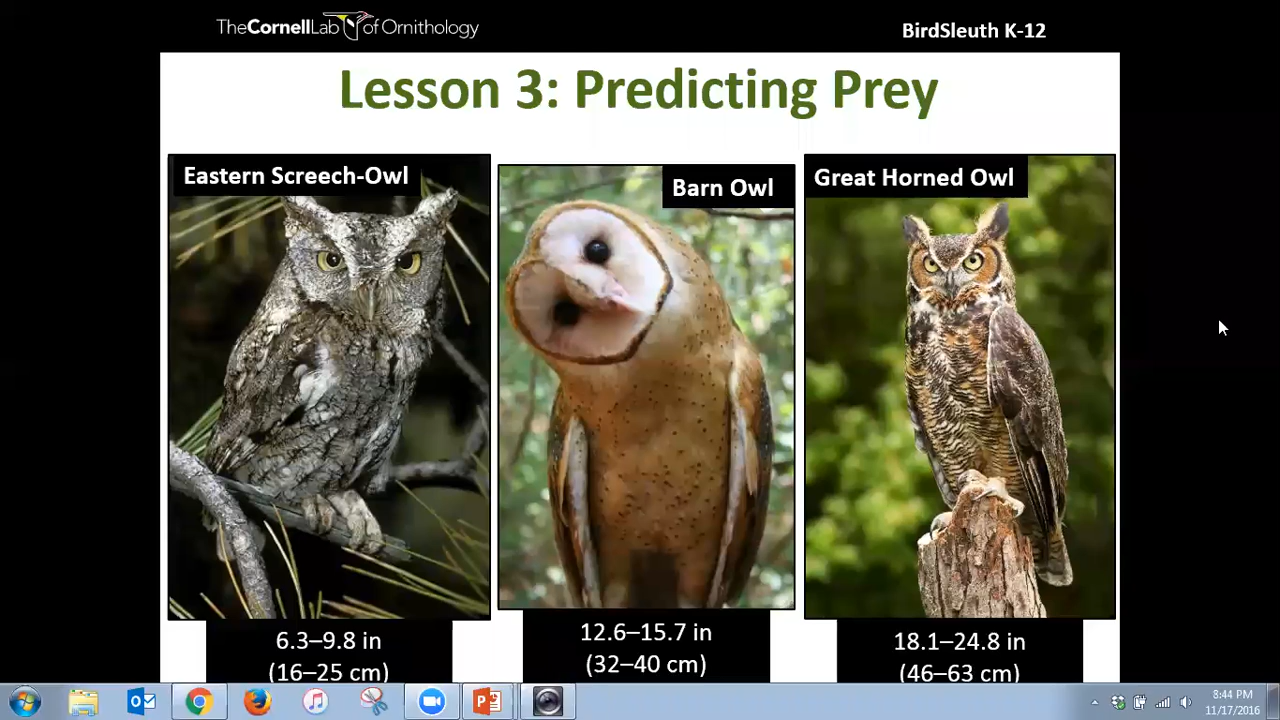 TheCornellLab of Ornithology
BirdSleuth K-12
Lesson 3: Predicting Prey
Eastern Screech-Owl
Barn Owl
Great Horned Owl
6.3–9.8 in
(16–25 cm)
12.6–15.7 in
(32–40 cm)
18.1–24.8 in
(46–63 cm)
8:44 PM
11/17/2016